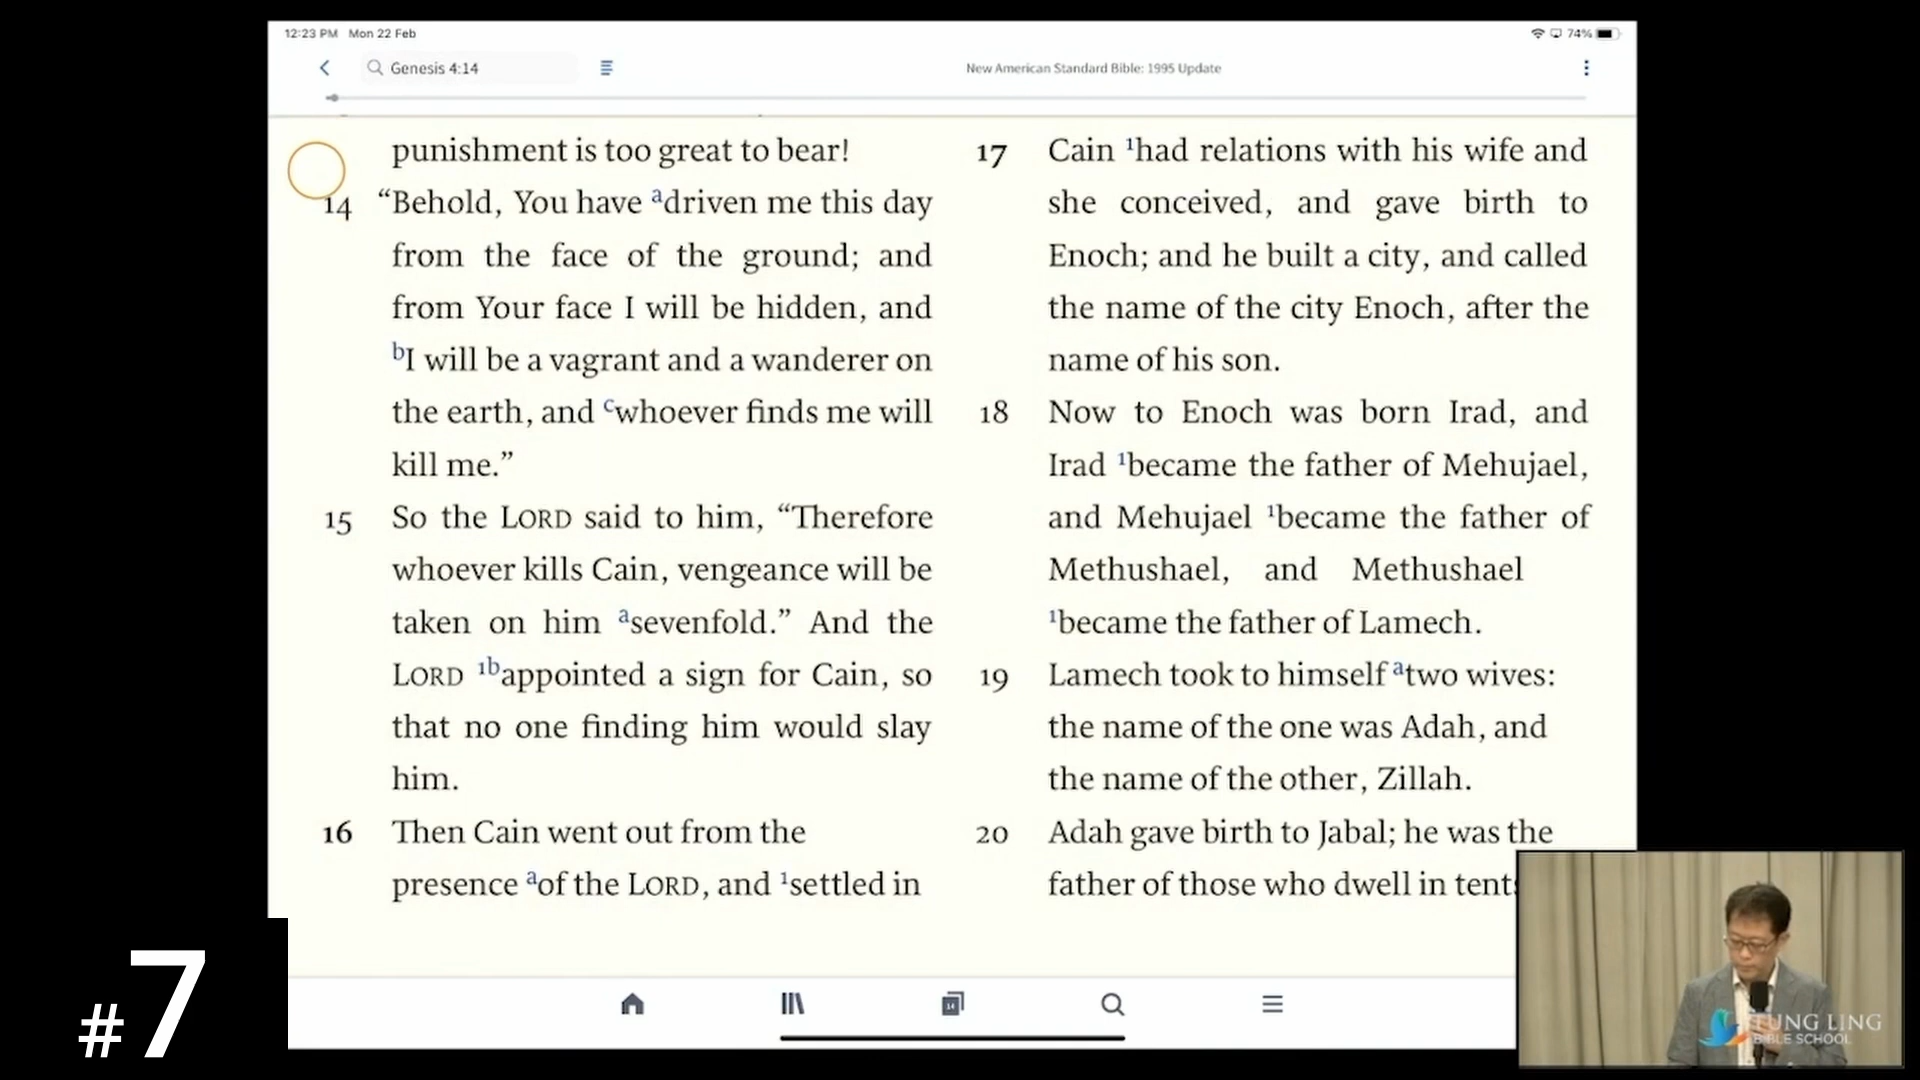 12:23 PM Mon 22 Feb
74%
Genesis 4:14
New American Standard Bible: 1995 Update
punishment is too great to bear!
14 “Behold, You have ᵃdriven me this day
from the face of the ground; and
from Your face I will be hidden, and
ᵇI will be a vagrant and a wanderer on
the earth, and ᶜwhoever finds me will
kill me.”
15 So the LORD said to him, “Therefore
whoever kills Cain, vengeance will be
taken on him ᵃsevenfold.” And the
LORD ¹ᵇappointed a sign for Cain, so
that no one finding him would slay
him.
16 Then Cain went out from the
presence ᵃof the LORD, and ¹settled in
17 Cain ¹had relations with his wife and
she conceived, and gave birth to
Enoch; and he built a city, and called
the name of the city Enoch, after the
name of his son.
18 Now to Enoch was born Irad, and
Irad ¹became the father of Mehujael,
and Mehujael ¹became the father of
Methushael, and Methushael
¹became the father of Lamech.
19 Lamech took to himself ᵃtwo wives:
the name of the one was Adah, and
the name of the other, Zillah.
20 Adah gave birth to Jabal; he was the
father of those who dwell in tents
14
#7
TUNG LING
BIBLE SCHOOL